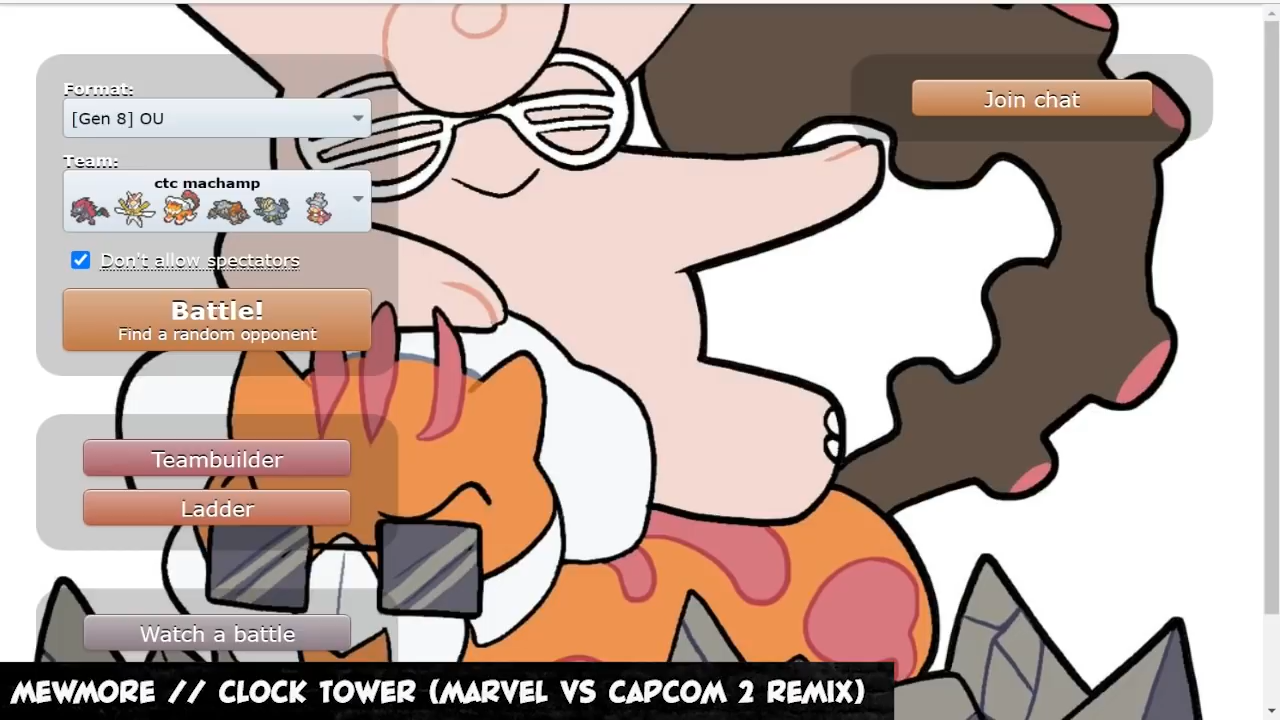 Format:
[Gen 8] OU
Team:
ctc machamp
Don't allow spectators
Battle!
Find a random opponent
Teambuilder
Ladder
Watch a battle
Join chat
MEWMORE // CLOCK TOWER (MARVEL VS CAPCOM 2 REMIX)